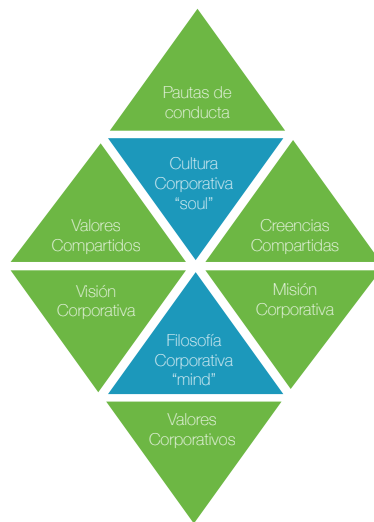 Pautas de
conducta
Cultura
Corporativa
“soul”
Valores
Compartidos
Creencias
Compartidas
Visión
Corporativa
Misión
Corporativa
Filosofía
Corporativa
“mind”
Valores
Corporativos